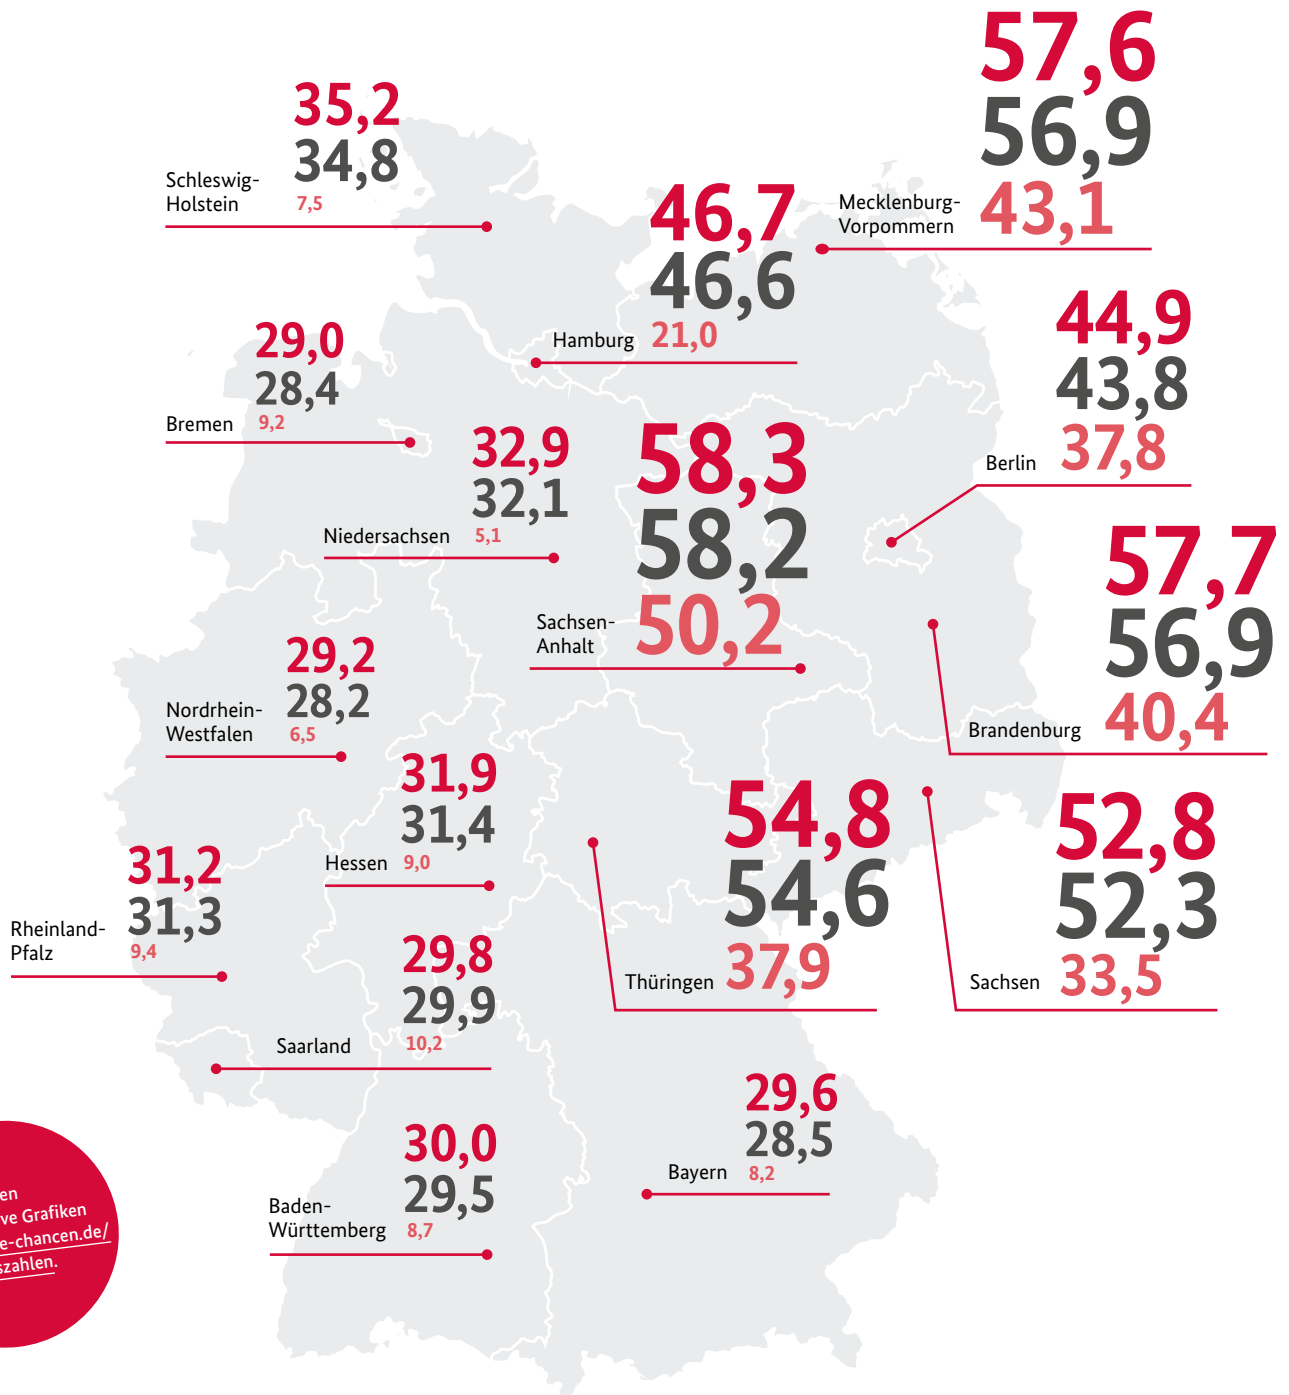 57,6
56,9
Mecklenburg-
Vorpommern
43,1
35,2
34,8
Schleswig-
Holstein
7,5
46,7
46,6
Hamburg
21,0
44,9
43,8
Berlin
37,8
29,0
28,4
Bremen
9,2
32,9
32,1
Niedersachsen
5,1
58,3
58,2
Sachsen-
Anhalt
50,2
57,7
56,9
Brandenburg
40,4
29,2
28,2
Nordrhein-
Westfalen
6,5
31,9
31,4
Hessen
9,0
54,8
54,6
Thüringen
37,9
52,8
52,3
Sachsen
33,5
31,2
31,3
Rheinland-
Pfalz
9,4
29,8
29,9
Saarland
10,2
29,6
28,5
Bayern
8,2
30,0
29,5
Baden-
Württemberg
8,7
en
ve Grafiken
e-chancen.de/
szahlen.